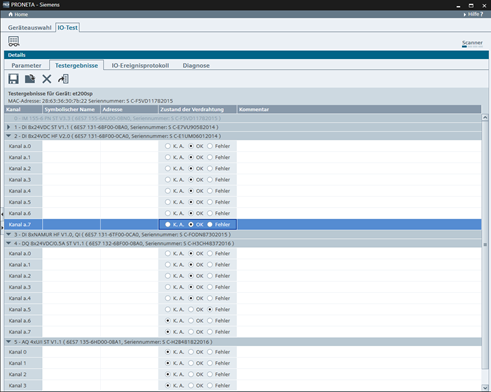 PRONETA - Siemens
Home
Hilfe ?
Geräteauswahl IO-Test
Scanner
Details
Parameter Testergebnisse IO-Ereignisprotokoll Diagnose
Testergebnisse für Gerät: et200sp
MAC-Adresse: 28:63:36:30:7b:22 Seriennummer: S C-F5VD11782015
Kanal Symbolischer Name Adresse Zustand der Verdrahtung Kommentar
1 - DI 8x24VDC ST V1.1 ( 6ES7 131-6BF00-0BA0, Seriennummer: S C-E7VU90582014 )
2 - DI 8x24VDC HF V2.0 ( 6ES7 131-6BF00-0CA0, Seriennummer: S C-E1UM06012014 )
Kanal a.0 K. A. OK Fehler
Kanal a.1 K. A. OK Fehler
Kanal a.2 K. A. OK Fehler
Kanal a.3 K. A. OK Fehler
Kanal a.4 K. A. OK Fehler
Kanal a.5 K. A. OK Fehler
Kanal a.6 K. A. OK Fehler
Kanal a.7 K. A. OK Fehler
3 - DI 8xNAMUR HF V1.0, QI ( 6ES7 131-6TF00-0CA0, Seriennummer: S C-FOON87302015 )
4 - DQ 8x24VDC/0.5A ST V1.1 ( 6ES7 132-6BF00-0BA0, Seriennummer: S C-H3CH48372016 )
Kanal a.0 K. A. OK Fehler
Kanal a.1 K. A. OK Fehler
Kanal a.2 K. A. OK Fehler
Kanal a.3 K. A. OK Fehler
Kanal a.4 K. A. OK Fehler
Kanal a.5 K. A. OK Fehler
Kanal a.6 K. A. OK Fehler
Kanal a.7 K. A. OK Fehler
5 - AQ 4xU/I ST V1.1 ( 6ES7 135-6HD00-0BA1, Seriennummer: S C-H2BK81822016 )
Kanal 0 K. A. OK Fehler
Kanal 1 K. A. OK Fehler
Kanal 2 K. A. OK Fehler
Kanal 3 K. A. OK Fehler